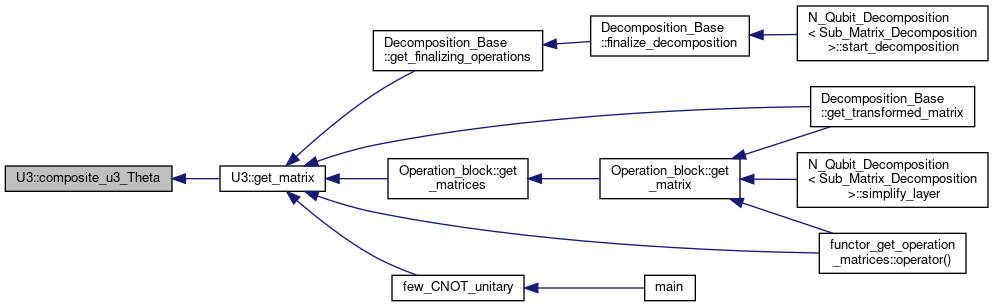 U3::composite_u3_Theta
U3::get_matrix
Decomposition_Base
::get_finalizing_operations
Decomposition_Base
::finalize_decomposition
N_Qubit_Decomposition
< Sub_Matrix_Decomposition
>::start_decomposition
Decomposition_Base
::get_transformed_matrix
Operation_block::get
_matrices
Operation_block::get
_matrix
N_Qubit_Decomposition
< Sub_Matrix_Decomposition
>::simplify_layer
functor_get_operation
_matrices::operator()
few_CNOT_unitary
main